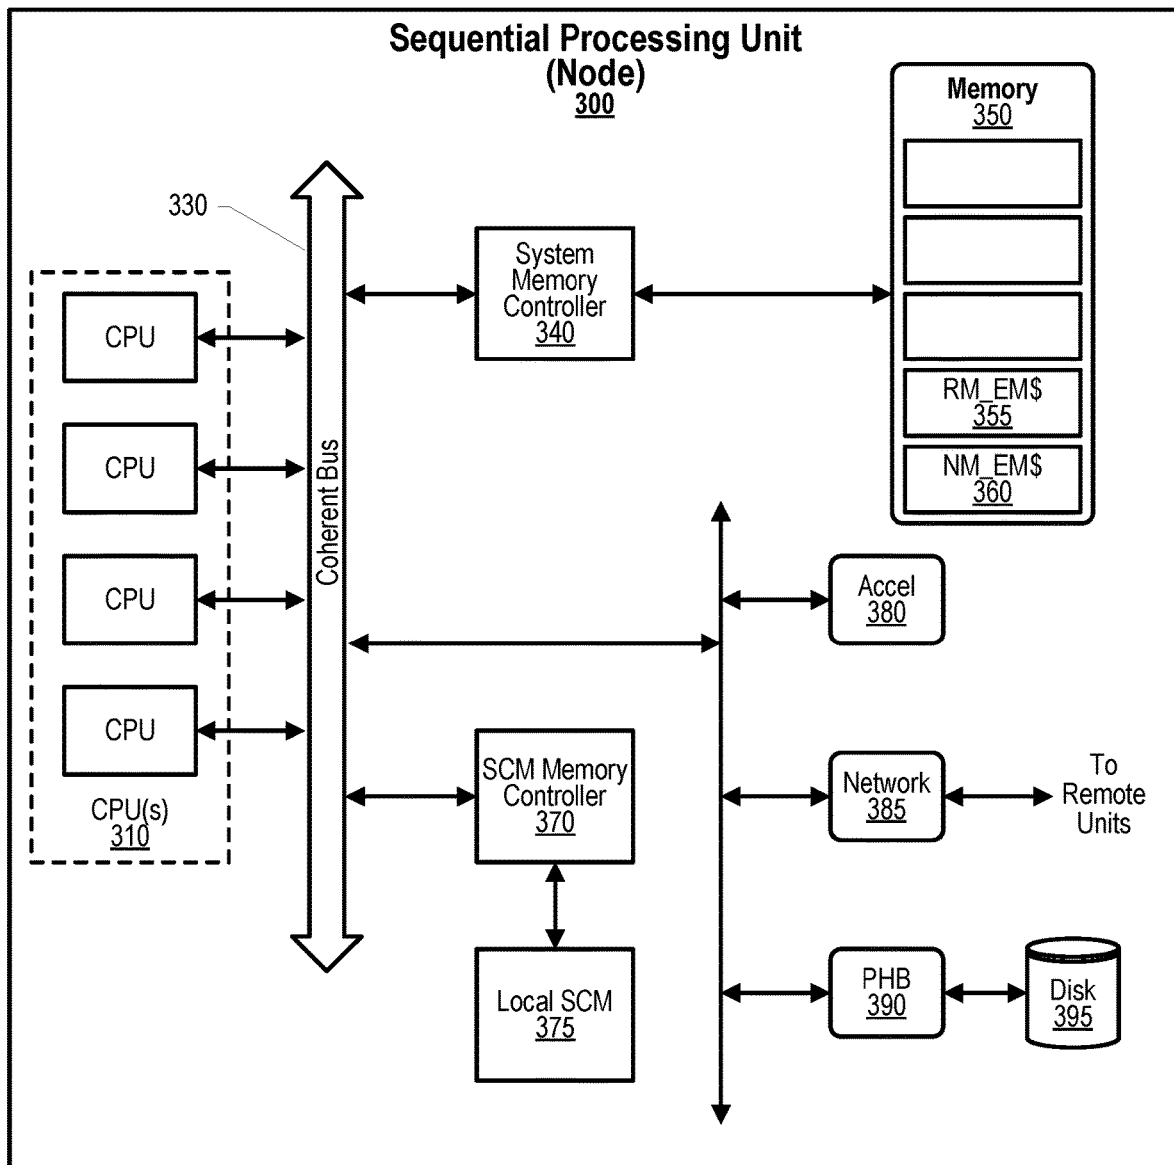 Sequential Processing Unit
(Node)
300
Memory
350
330
System
Memory
Controller
340
CPU
CPU
CPU
CPU
CPU(s)
310
Coherent Bus
RM_EM$
355
NM_EM$
360
Accel
380
SCM Memory
Controller
370
Network
385
To
Remote
Units
Local SCM
375
PHB
390
Disk
395